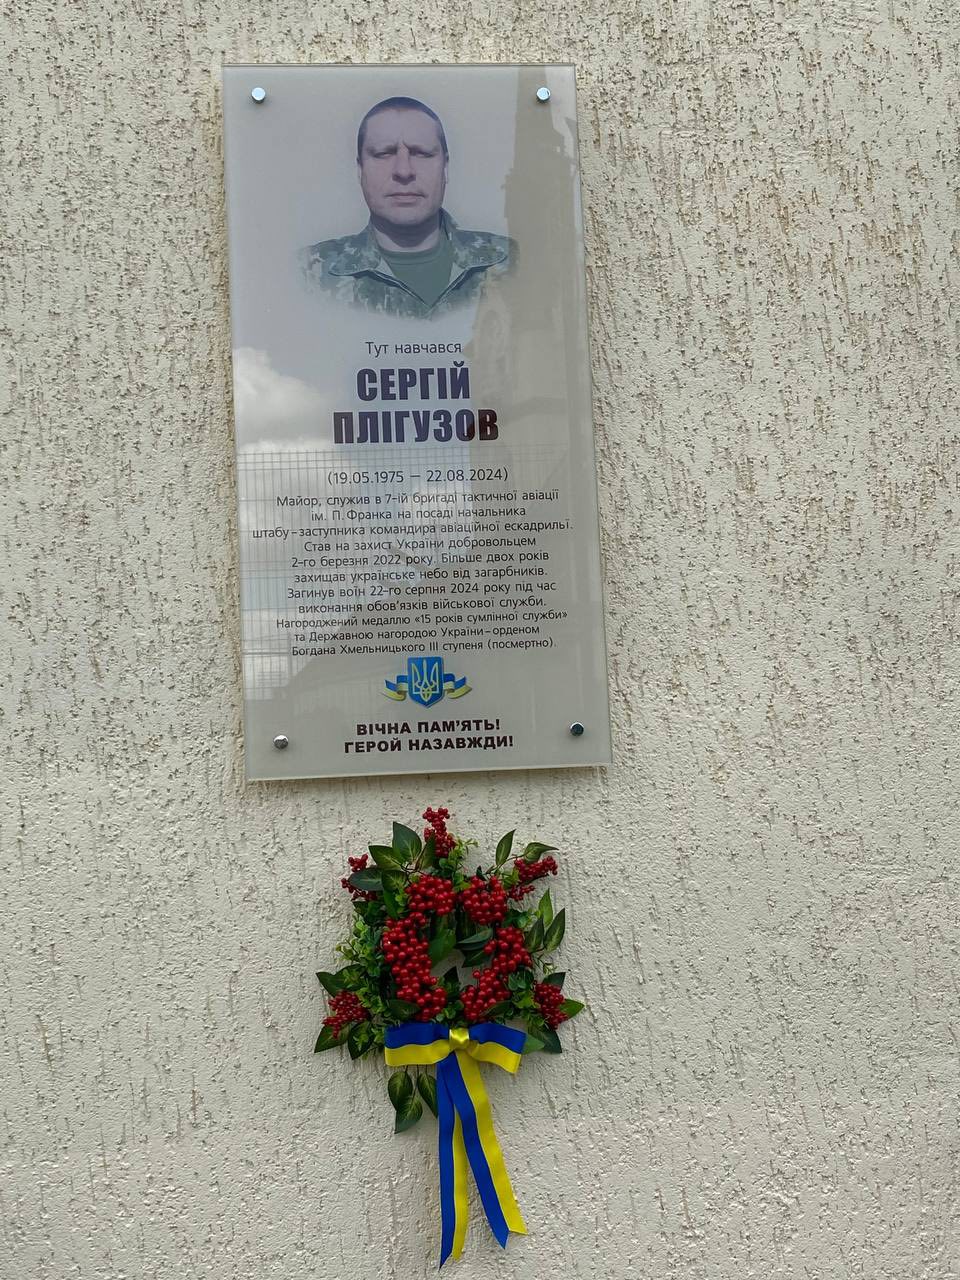 Тут навчався
СЕРГІЙ
ПЛІГУЗОВ
(19.05.1975 – 22.08.2024)
Майор, служив в 7-ій бригаді тактичної авіації
ім. П. Франка на посаді начальника
штабу–заступника командира авіаційної ескадрильї.
Став на захист України добровольцем
2-го березня 2022 року. Більше двох років
захищав українське небо від загарбників.
Загинув воїн 22-го серпня 2024 року під час
виконання обов'язків військової служби.
Нагороджений медаллю «15 років сумлінної служби»
та Державною нагородою України–орденом
Богдана Хмельницького ІІІ ступеня (посмертно).
ВІЧНА ПАМ'ЯТЬ!
ГЕРОЙ НАЗАВЖДИ!